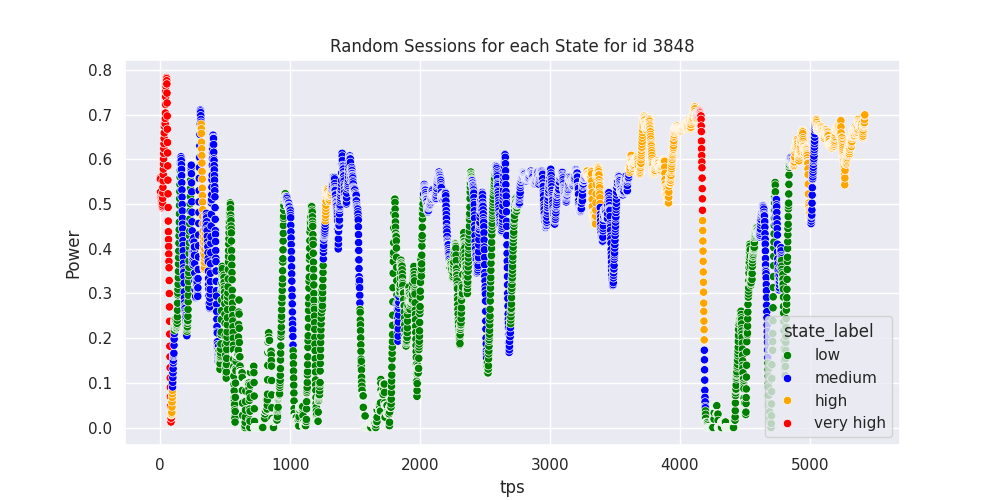 Random Sessions for each State for id 3848
Power
0.8
0.7
0.6
0.5
0.4
0.3
0.2
0.1
0.0
state_label
low
medium
high
very high
0 1000 2000 3000 4000 5000
tps